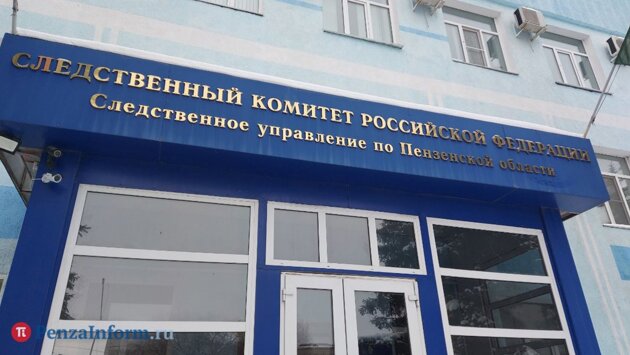 СЛЕДСТВЕННЫЙ КОМИТЕТ РОССИЙСКОЙ ФЕДЕРАЦИИ
Следственное управление по Пензенской области
π PenzaInform.ru